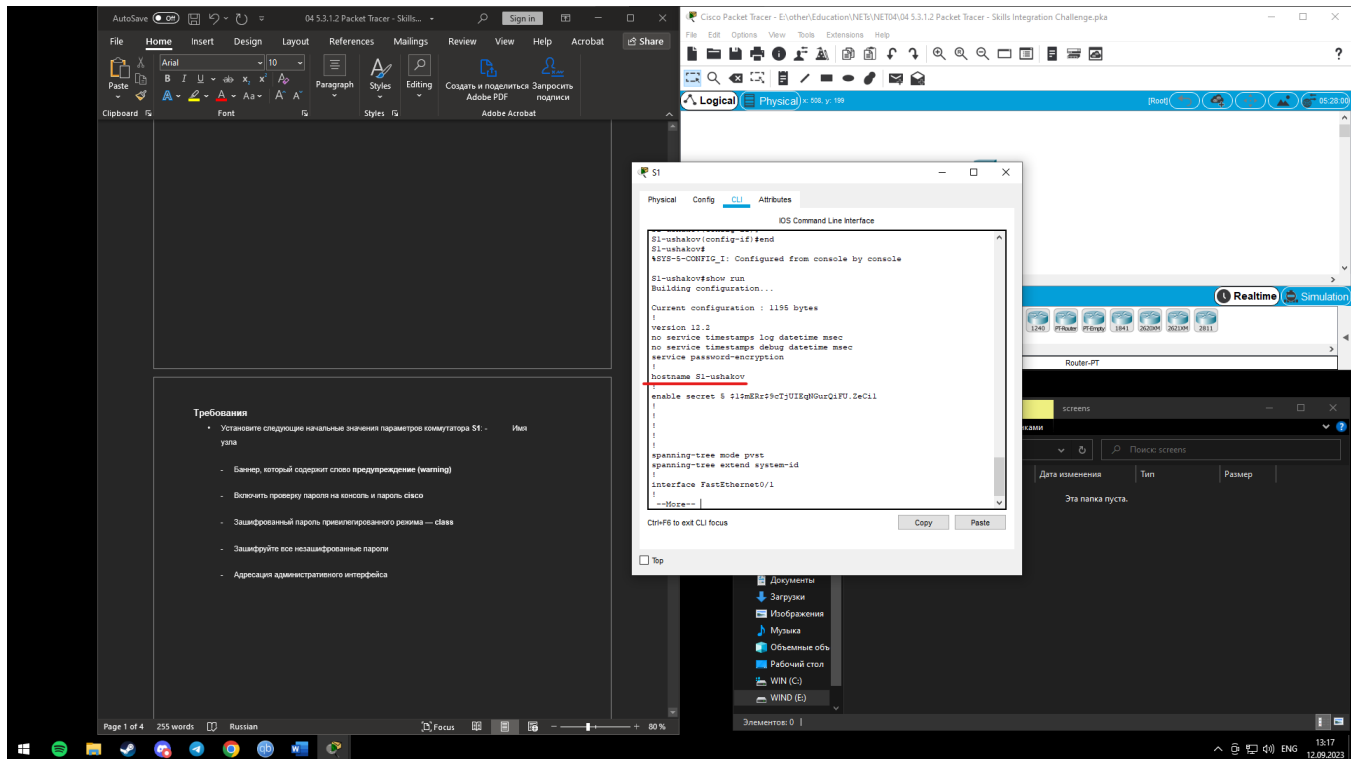 AutoSave Off 04 5.3.1.2 Packet Tracer - Skills... Sign in
File Home Insert Design Layout References Mailings Review View Help Acrobat Share
Paste
Arial 10
Paragraph Styles Editing
Создать и поделиться Adobe PDF
Запросить подписи
Clipboard Font Styles Adobe Acrobat
Требования
• Установите следующие начальные значения параметров коммутатора S1: - Имя
узла
- Баннер, который содержит слово предупреждение (warning)
- Включить проверку пароля на консоль и пароль cisco
- Зашифрованный пароль привилегированного режима — class
- Зашифруйте все незашифрованные пароли
- Адресация административного интерфейса
Page 1 of 4 255 words Russian Focus 80 %
Cisco Packet Tracer - E:\other\Education\NETs\NET04\04 5.3.1.2 Packet Tracer - Skills Integration Challenge.pka
File Edit Options View Tools Extensions Help
Logical Physical x: 508, y: 199 [Root] 05:28:00
S1
Physical Config CLI Attributes
IOS Command Line Interface
S1-ushakov(config-if)#end
S1-ushakov#
%SYS-5-CONFIG_I: Configured from console by console
S1-ushakov#show run
Building configuration...
Current configuration : 1195 bytes
!
version 12.2
no service timestamps log datetime msec
no service timestamps debug datetime msec
service password-encryption
!
hostname S1-ushakov
!
enable secret 5 $1$mERr$9cTjUIEqNGurQiFU.ZeCi1
!
!
!
!
!
spanning-tree mode pvst
spanning-tree extend system-id
!
interface FastEthernet0/1
!
--More--
Ctrl+F6 to exit CLI focus Copy Paste
Top
Realtime Simulation
1240 PT-Router PT-Empty 1841 2620XM 2621XM 2811
Router-PT
screens
ками
Поиск: screens
Дата изменения Тип Размер
Эта папка пуста.
Документы
Загрузки
Изображения
Музыка
Объемные объ
Рабочий стол
WIN (C:)
WIND (E:)
Элементов: 0
ENG 13:17
12.09.2023